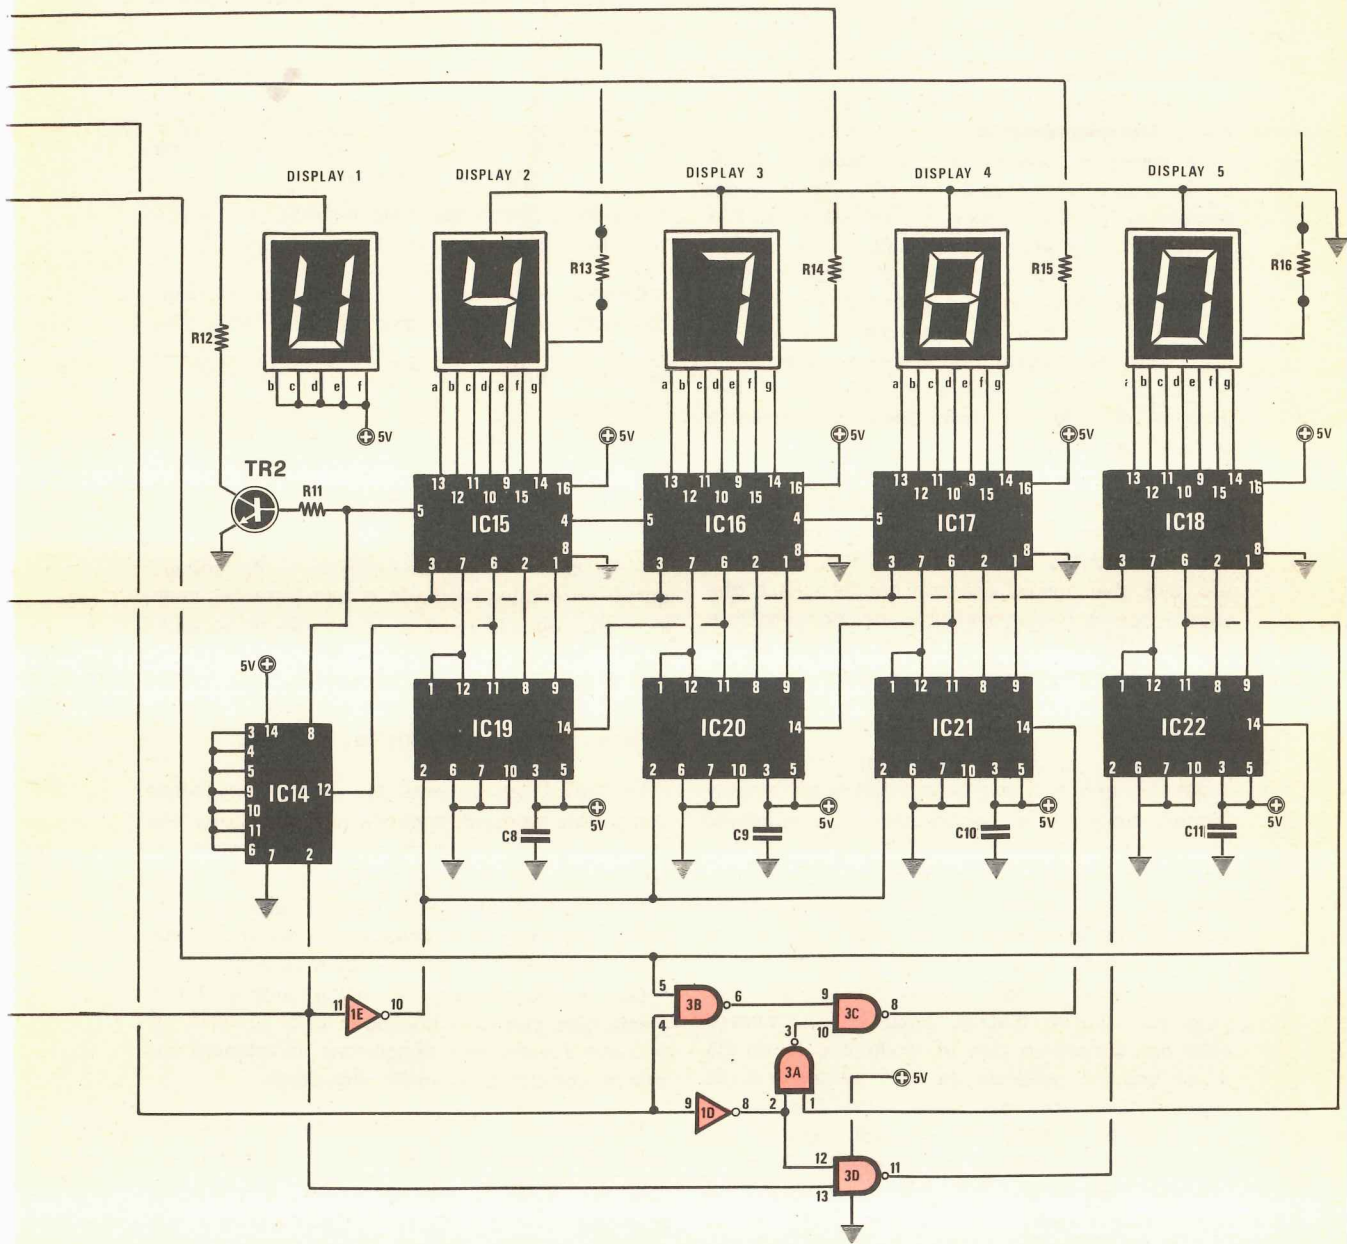 DISPLAY 1 DISPLAY 2 DISPLAY 3 DISPLAY 4 DISPLAY 5
R12 U 4 R13 7 R14 8 R15 0 R16
b c d e f a b c d e f g a b c d e f g a b c d e f g a b c d e f g
5V 5V 5V 5V 5V
TR2 R11
13 11 9 14 13 11 9 14 13 11 9 14 13 11 9 14
12 10 15 16 12 10 15 16 12 10 15 16 12 10 15 16
5 IC15 4 5 IC16 4 5 IC17 IC18
8 8 8 8
3 7 6 2 1 3 7 6 2 1 3 7 6 2 1 3 7 6 2 1
5V
1 12 11 8 9 1 12 11 8 9 1 12 11 8 9 1 12 11 8 9
IC19 14 IC20 14 IC21 14 IC22 14
2 6 7 10 3 5 2 6 7 10 3 5 2 6 7 10 3 5 2 6 7 10 3 5
3 14 8
4
5
9 IC14 12
10
11
6 7 2
C8 5V C9 5V C10 5V C11 5V
11 1E 10
5 3B 6 9 3C 8
4 10
3
3A 5V
9 1D 8 2 1
12 3D 11
13